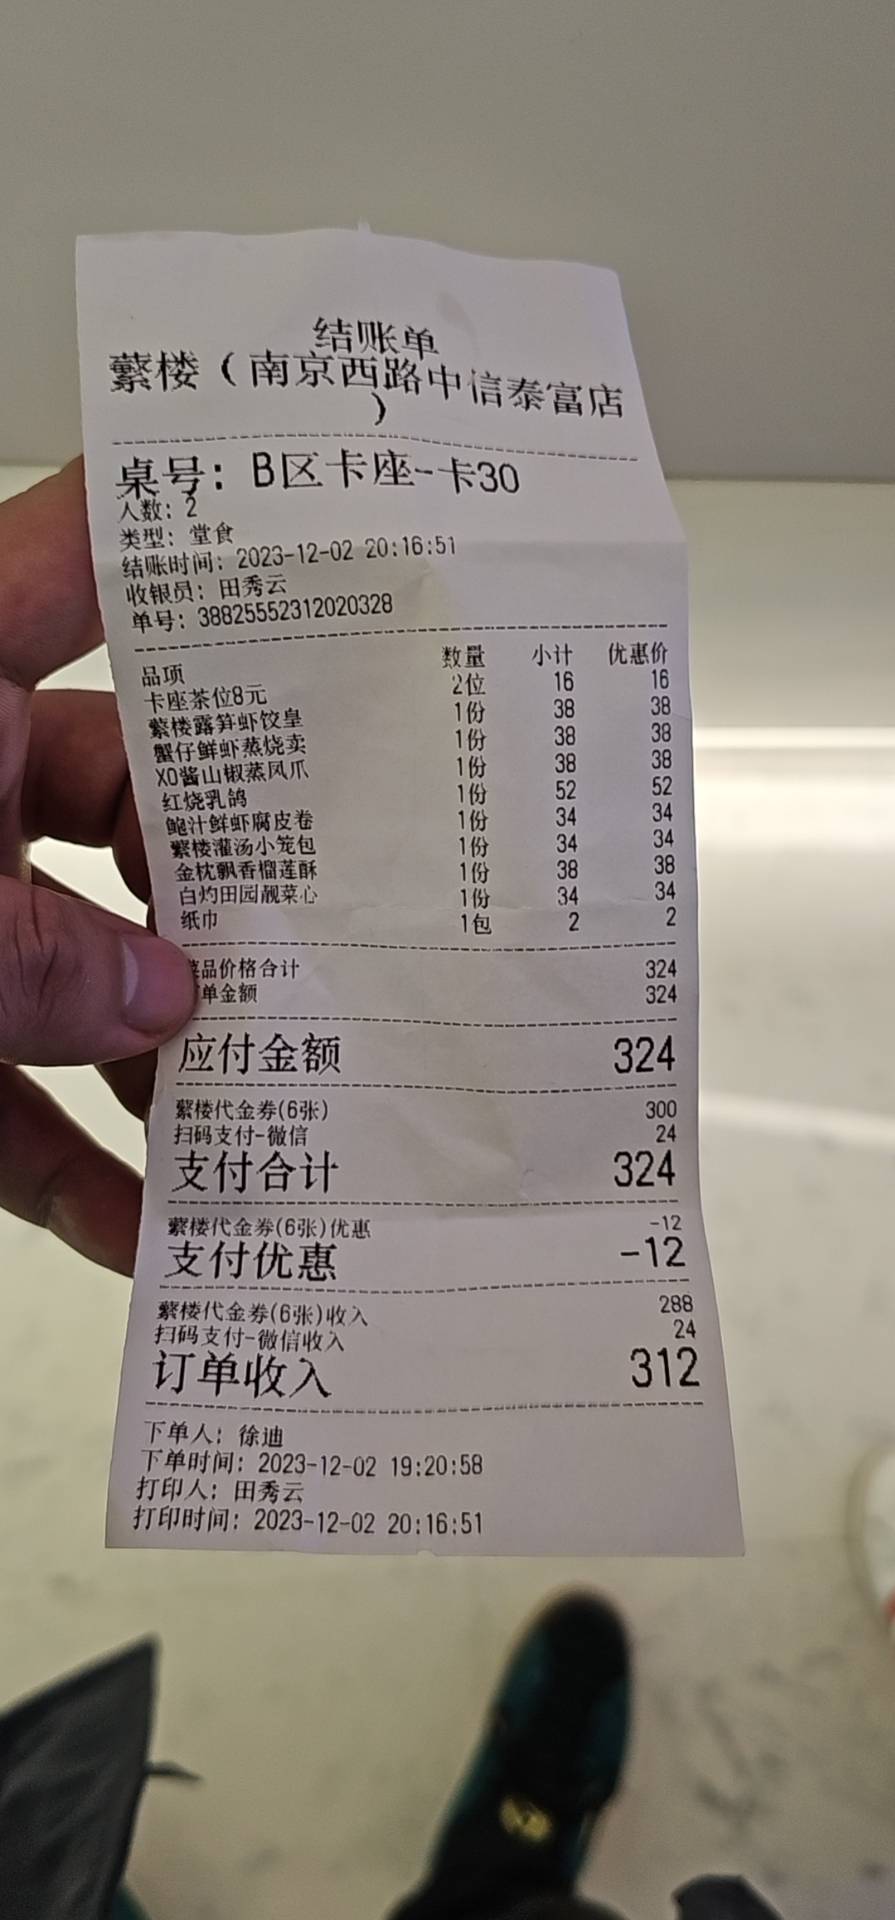 结账单
蘩楼（南京西路中信泰富店
）
桌号: B区卡座-卡30
人数: 2
类型: 堂食
结账时间: 2023-12-02 20:16:51
收银员: 田秀云
单号: 38825552312020328
品项 数量 小计 优惠价
卡座茶位8元 2位 16 16
蘩楼露笋虾饺皇 1份 38 38
蟹仔鲜虾蒸烧卖 1份 38 38
XO酱山椒蒸凤爪 1份 38 38
红烧乳鸽 1份 52 52
鲍汁鲜虾腐皮卷 1份 34 34
蘩楼灌汤小笼包 1份 34 34
金枕飘香榴莲酥 1份 38 38
白灼田园靓菜心 1份 34 34
纸巾 1包 2 2
菜品价格合计 324
单金额 324
应付金额 324
蘩楼代金券(6张) 300
扫码支付-微信 24
支付合计 324
蘩楼代金券(6张)优惠 -12
支付优惠 -12
蘩楼代金券(6张)收入 288
扫码支付-微信收入 24
订单收入 312
下单人: 徐迪
下单时间: 2023-12-02 19:20:58
打印人: 田秀云
打印时间: 2023-12-02 20:16:51